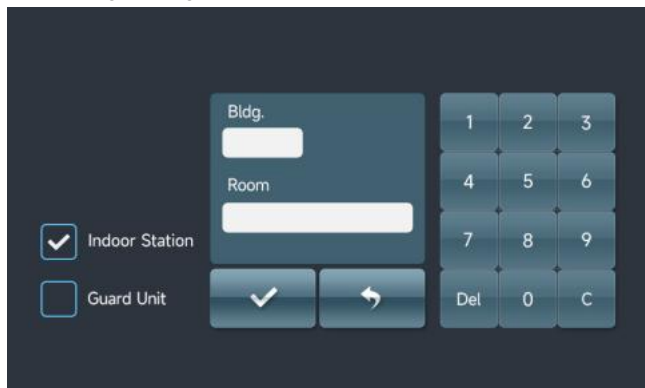 Bldg.
Room
Indoor Station
Guard Unit
1 2 3
4 5 6
7 8 9
Del 0 C